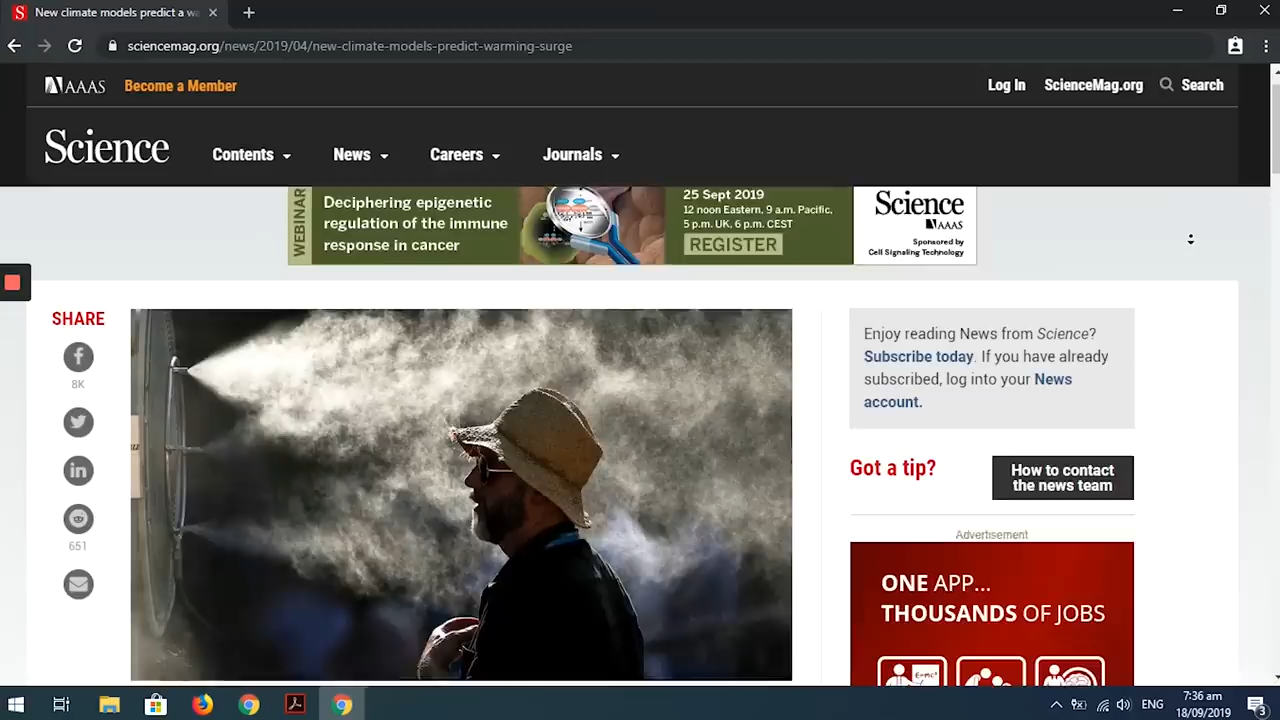 New climate models predict a wa
sciencemag.org/news/2019/04/new-climate-models-predict-warming-surge
AAAS
Become a Member
Log In
ScienceMag.org
Search
Science
Contents
News
Careers
Journals
WEBINAR
Deciphering epigenetic
regulation of the immune
response in cancer
25 Sept 2019
12 noon Eastern, 9 a.m. Pacific,
5 p.m. UK, 6 p.m. CEST
REGISTER
Science
AAAS
Sponsored by
Cell Signaling Technology
SHARE
8K
651
Enjoy reading News from Science?
Subscribe today. If you have already
subscribed, log into your News
account.
Got a tip?
How to contact
the news team
Advertisement
ONE APP...
THOUSANDS OF JOBS
E=mc²
ENG
7:36 am
18/09/2019
3